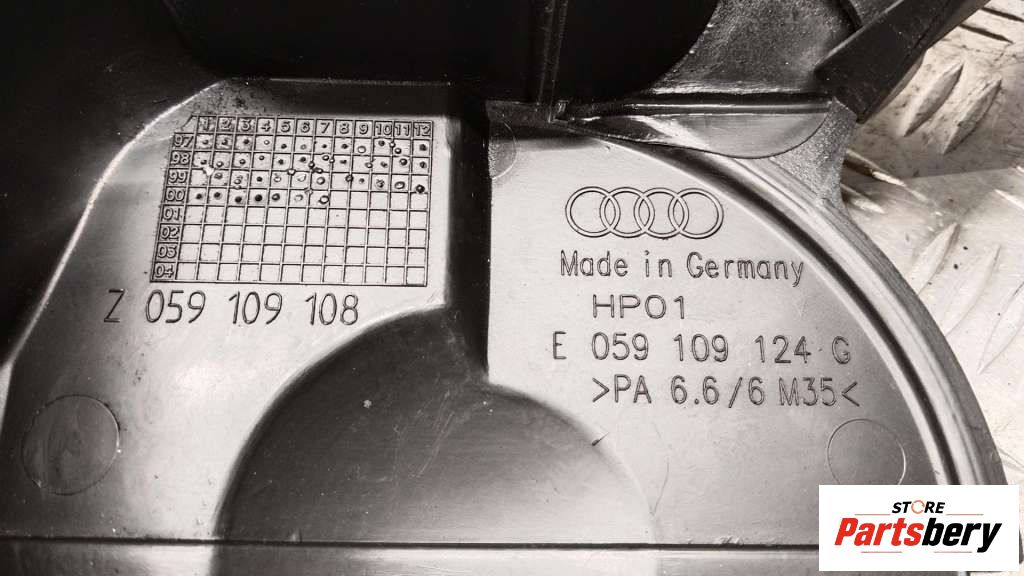 1 2 3 4 5 6 7 8 9 10 11 12
97
98
99
00
01
02
03
04
Z 059 109 108
Made in Germany
HP01
E 059 109 124 G
>PA 6.6/6 M35<
STORE
Partsbery